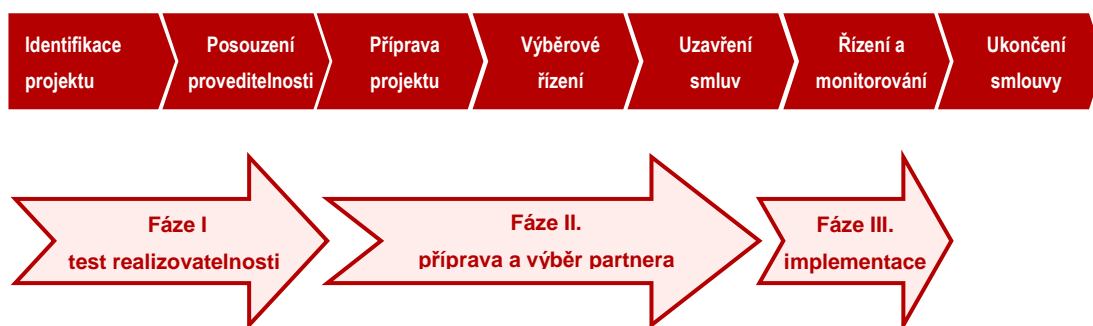 Identifikace
projektu
Posouzení
proveditelnosti
Příprava
projektu
Výběrové
řízení
Uzavření
smluv
Řízení a
monitorování
Ukončení
smlouvy
Fáze I
test realizovatelnosti
Fáze II.
příprava a výběr partnera
Fáze III.
implementace